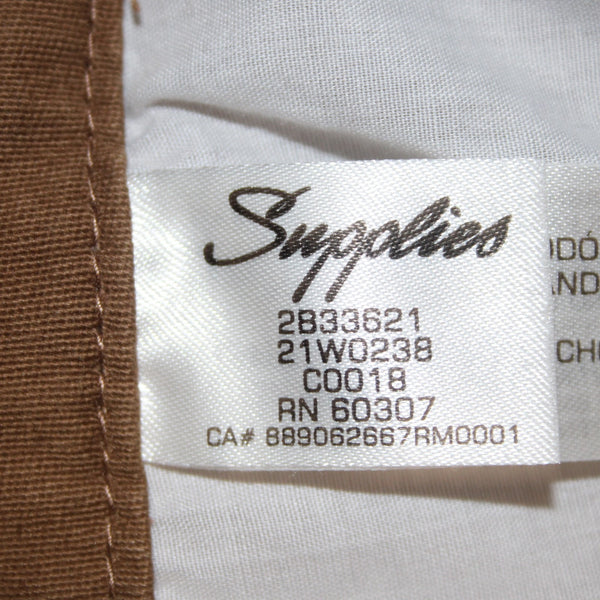 Supplies
2B33621
21W0238
C0018
RN 60307
CA# 889062667RM0001